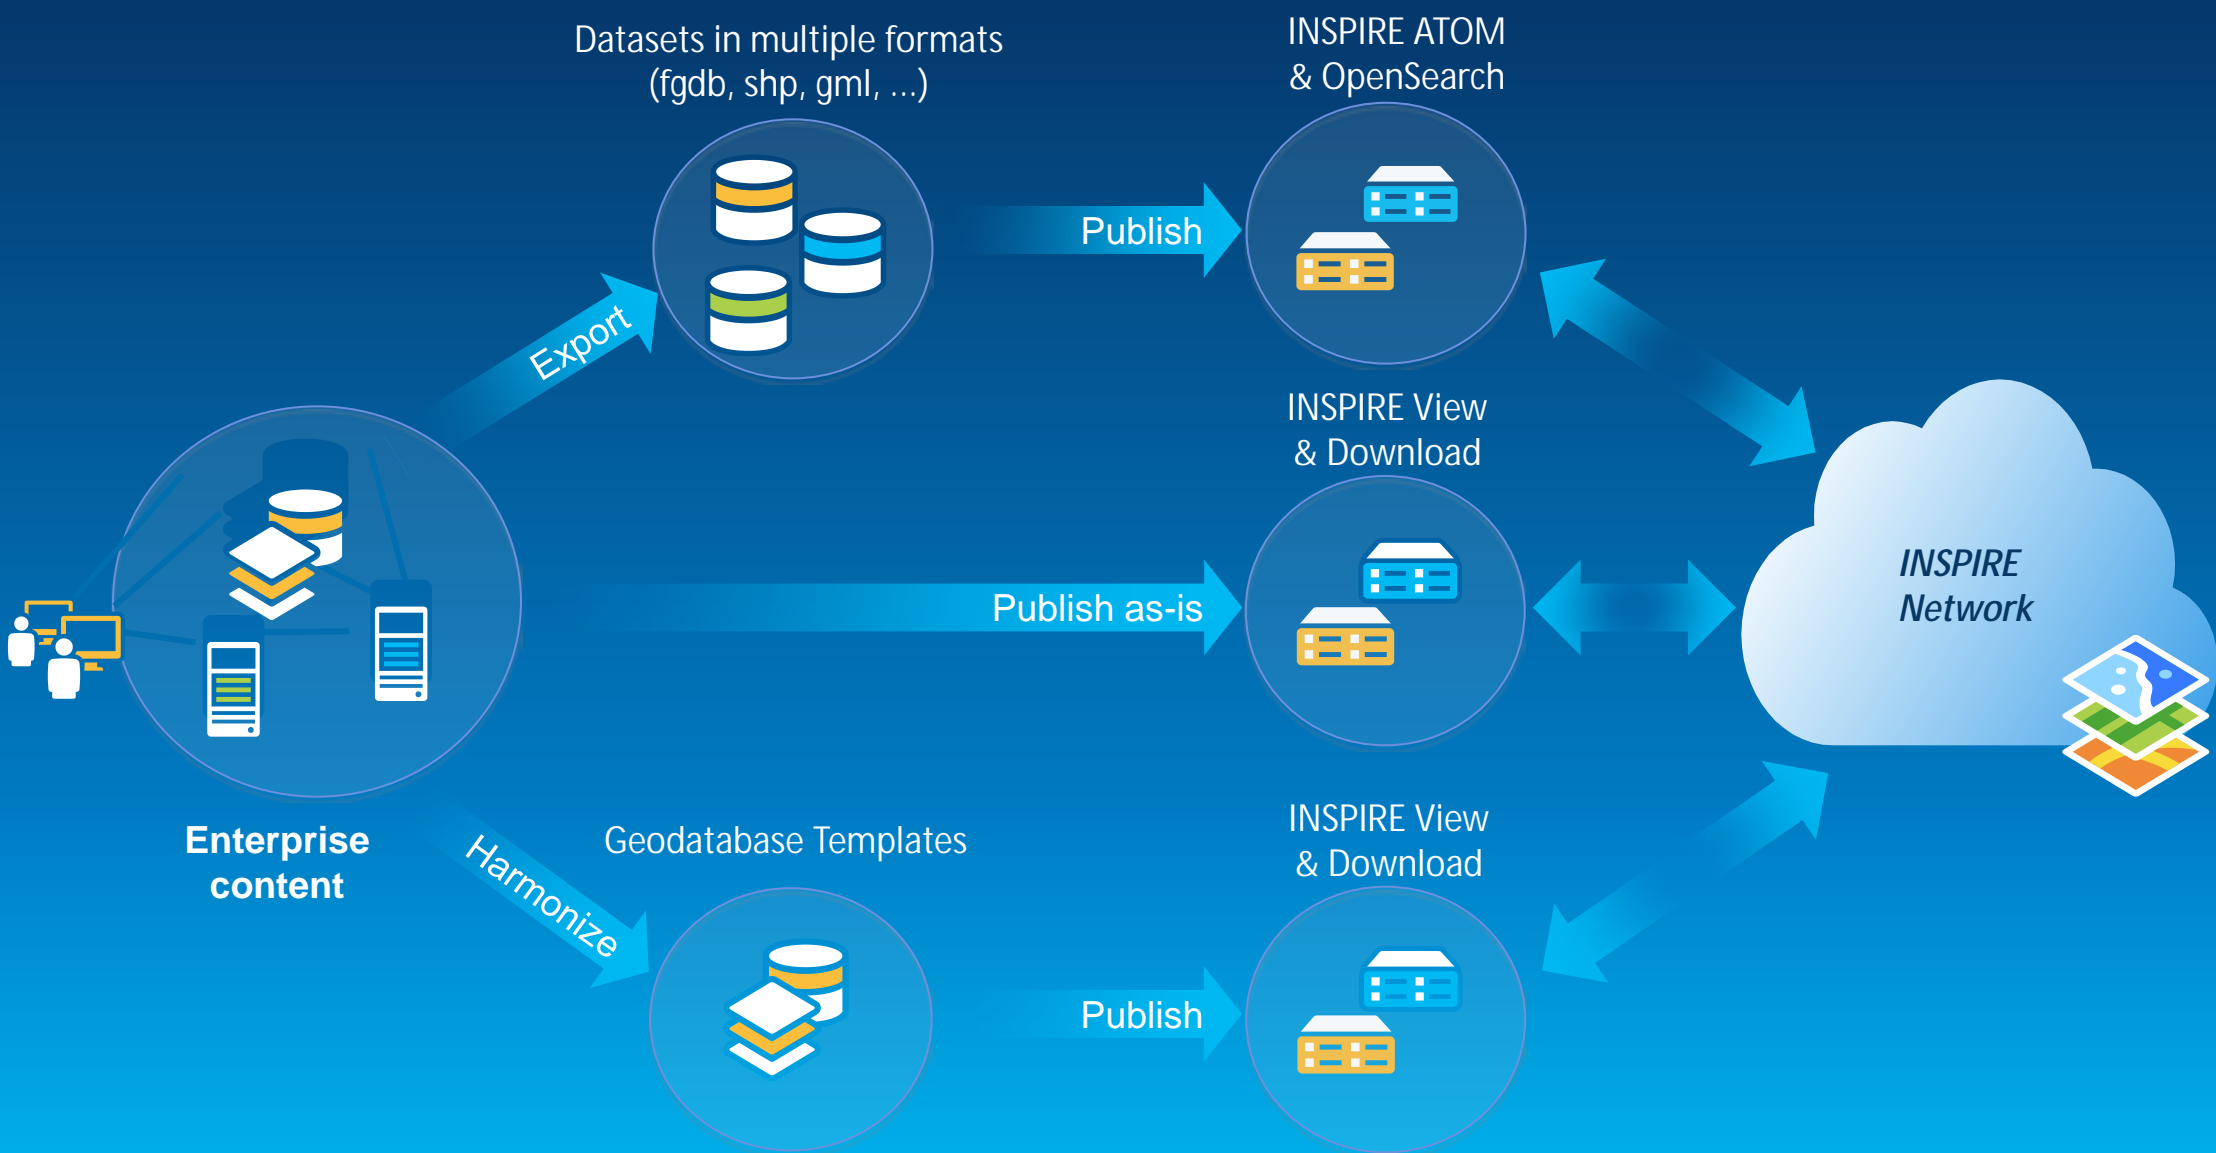 Datasets in multiple formats
(fgdb, shp, gml, ...)
INSPIRE ATOM
& OpenSearch
Publish
Export
INSPIRE View
& Download
Publish as-is
INSPIRE
Network
Enterprise
content
Harmonize
Geodatabase Templates
INSPIRE View
& Download
Publish